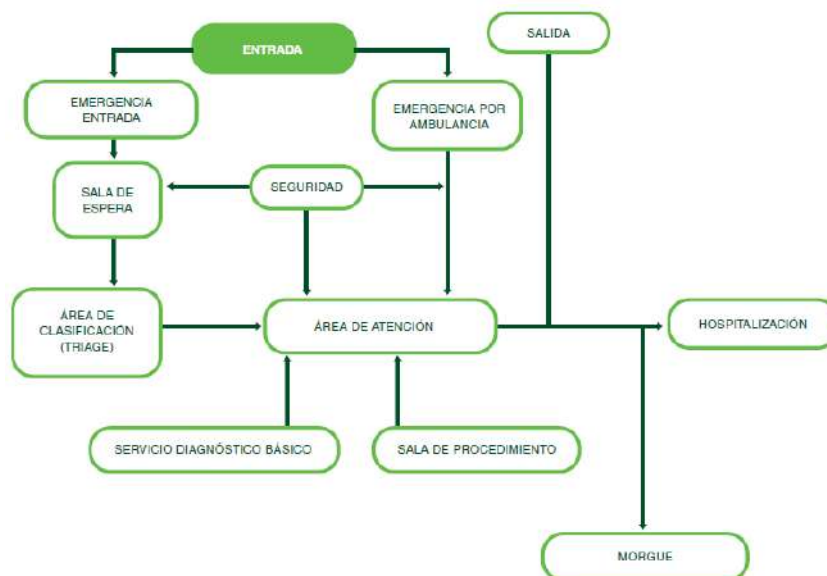 ENTRADA
SALIDA
EMERGENCIA
ENTRADA
EMERGENCIA POR
AMBULANCIA
SALA DE
ESPERA
SEGURIDAD
ÁREA DE
CLASIFICACIÓN
(TRIAGE)
ÁREA DE ATENCIÓN
HOSPITALIZACIÓN
SERVICIO DIAGNÓSTICO BÁSICO
SALA DE PROCEDIMIENTO
MORGUE